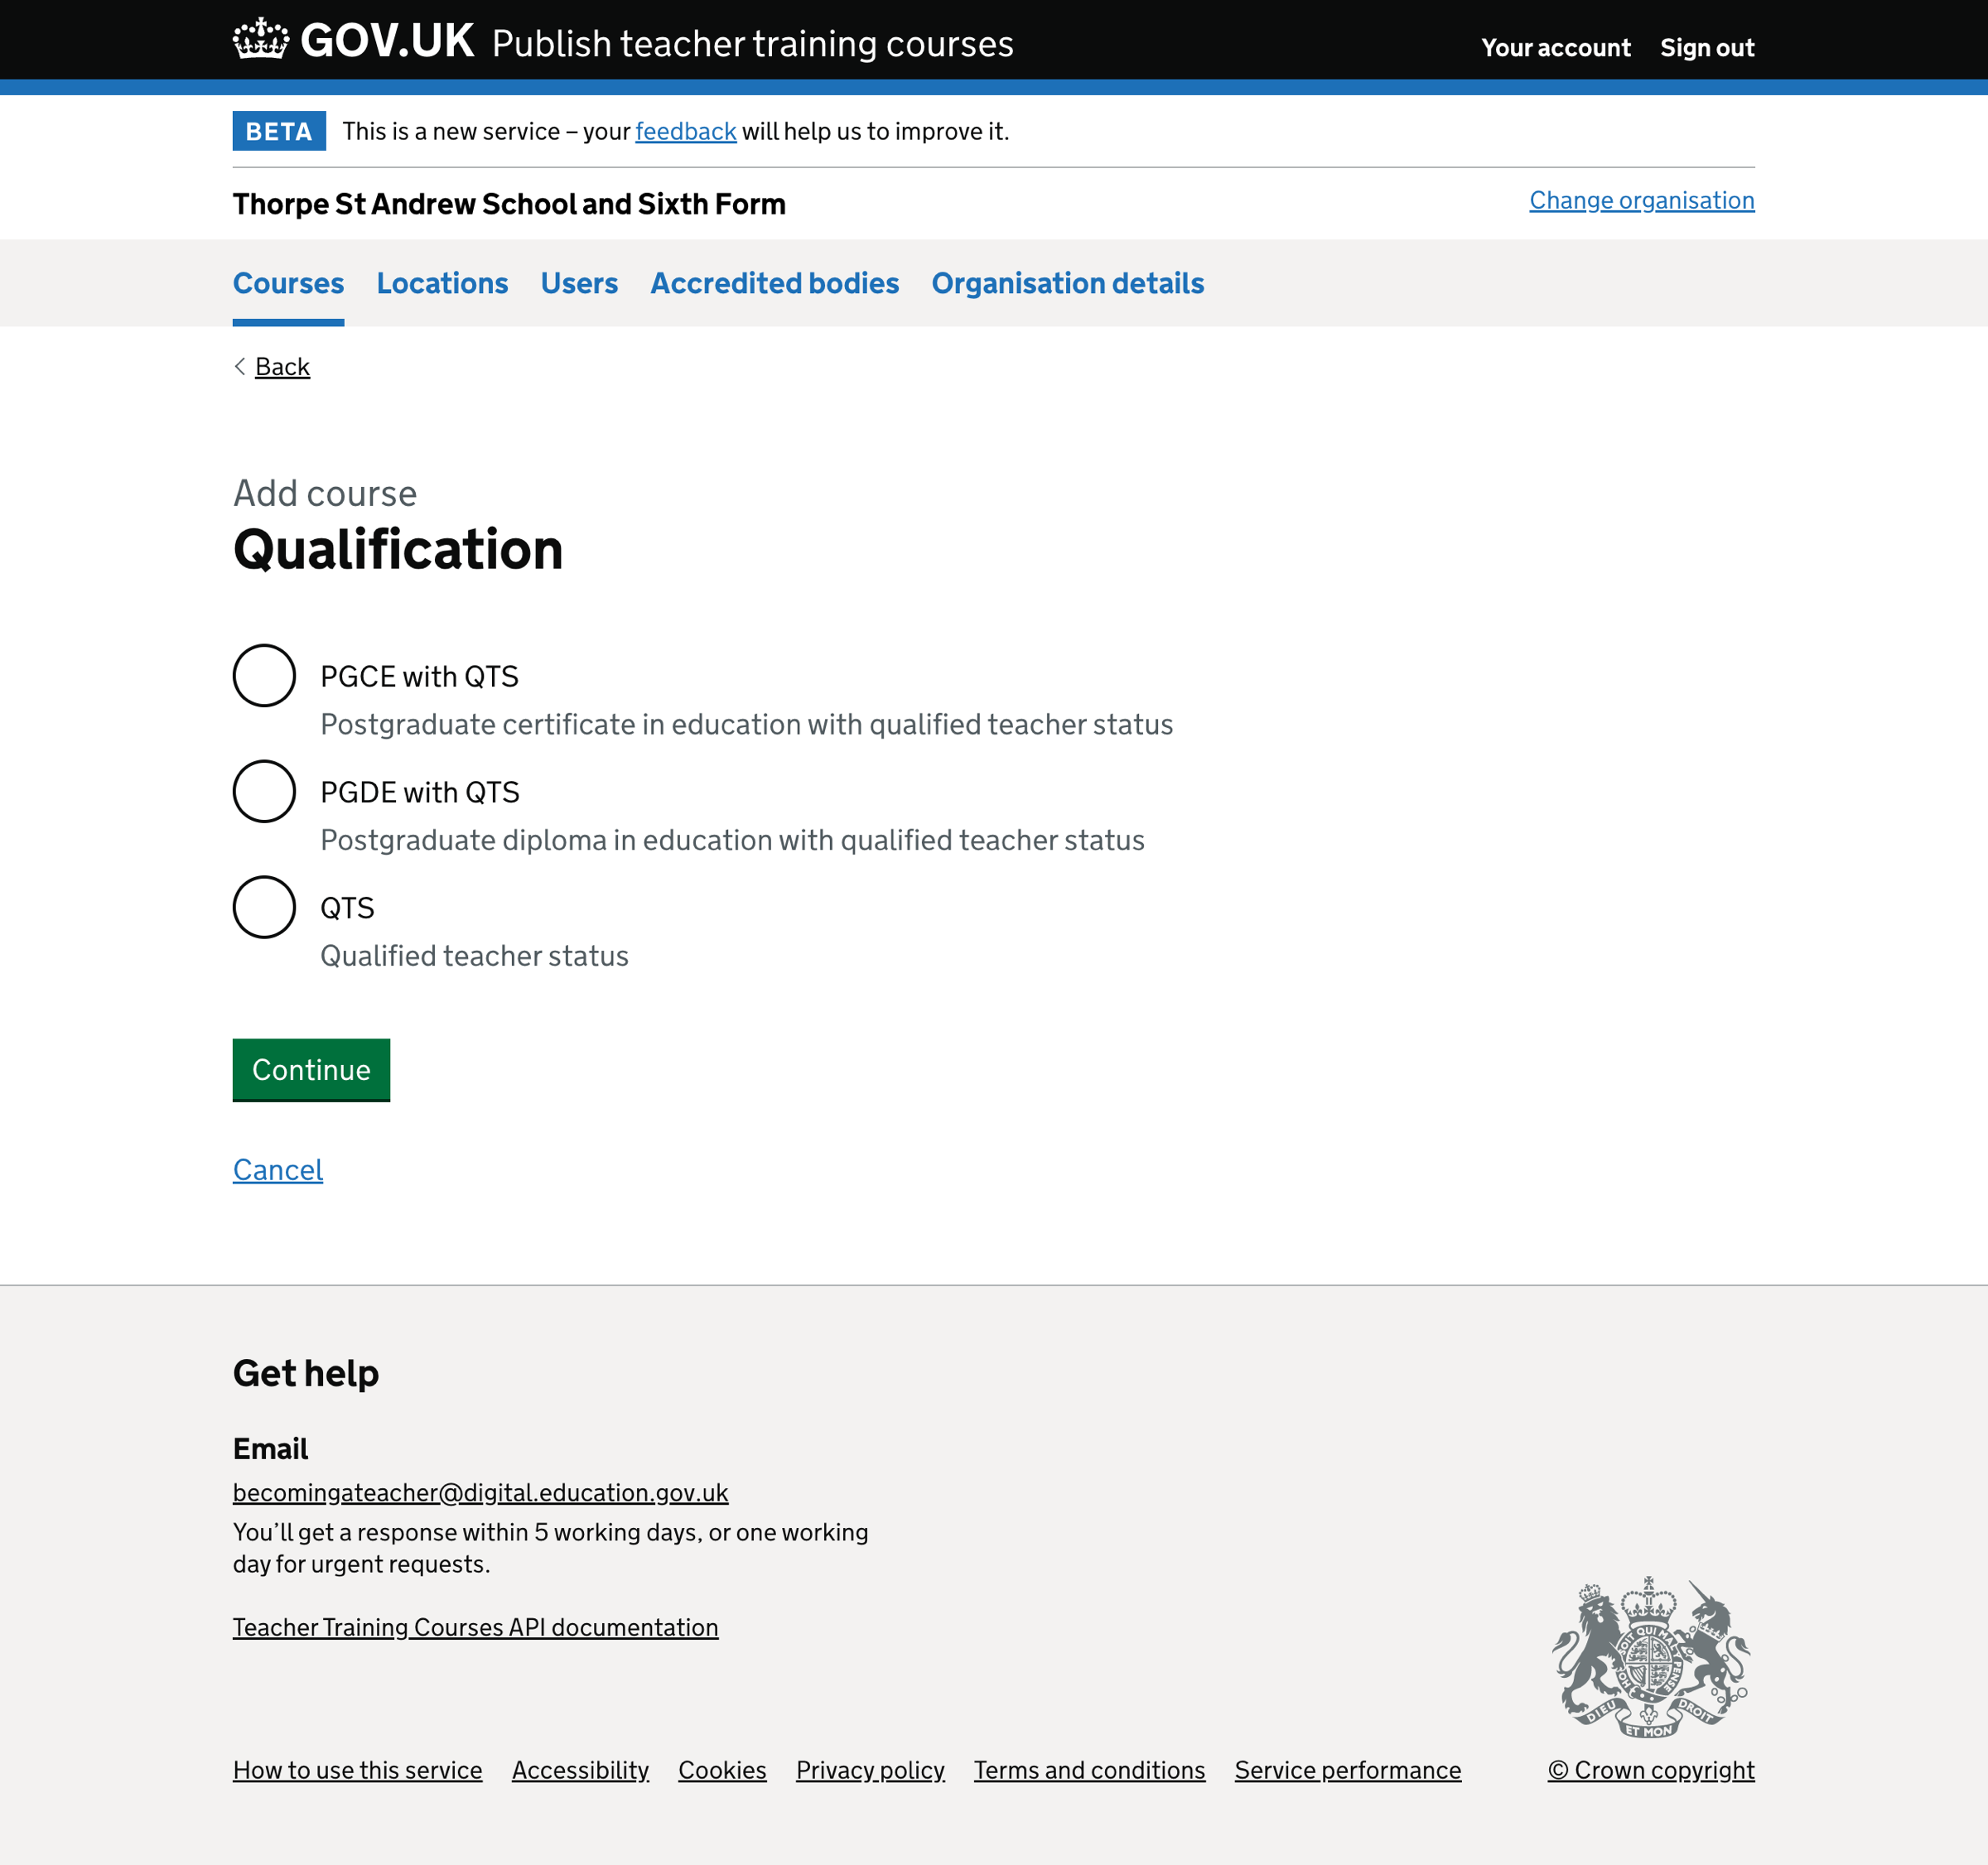 GOV.UK Publish teacher training courses
Your account Sign out
BETA This is a new service – your feedback will help us to improve it.
Thorpe St Andrew School and Sixth Form
Change organisation
Courses Locations Users Accredited bodies Organisation details
Back
Add course
Qualification
PGCE with QTS
Postgraduate certificate in education with qualified teacher status
PGDE with QTS
Postgraduate diploma in education with qualified teacher status
QTS
Qualified teacher status
Continue
Cancel
Get help
Email
becomingateacher@digital.education.gov.uk
You’ll get a response within 5 working days, or one working
day for urgent requests.
Teacher Training Courses API documentation
DIEU ET MON DROIT
How to use this service Accessibility Cookies Privacy policy Terms and conditions Service performance
© Crown copyright